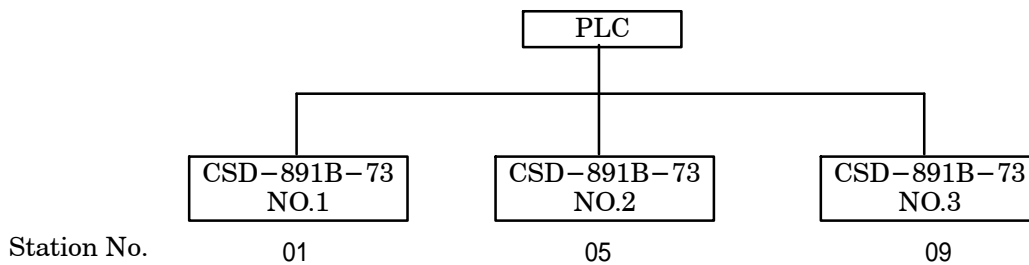 PLC
CSD-891B-73
NO.1
CSD-891B-73
NO.2
CSD-891B-73
NO.3
Station No. 01 05 09